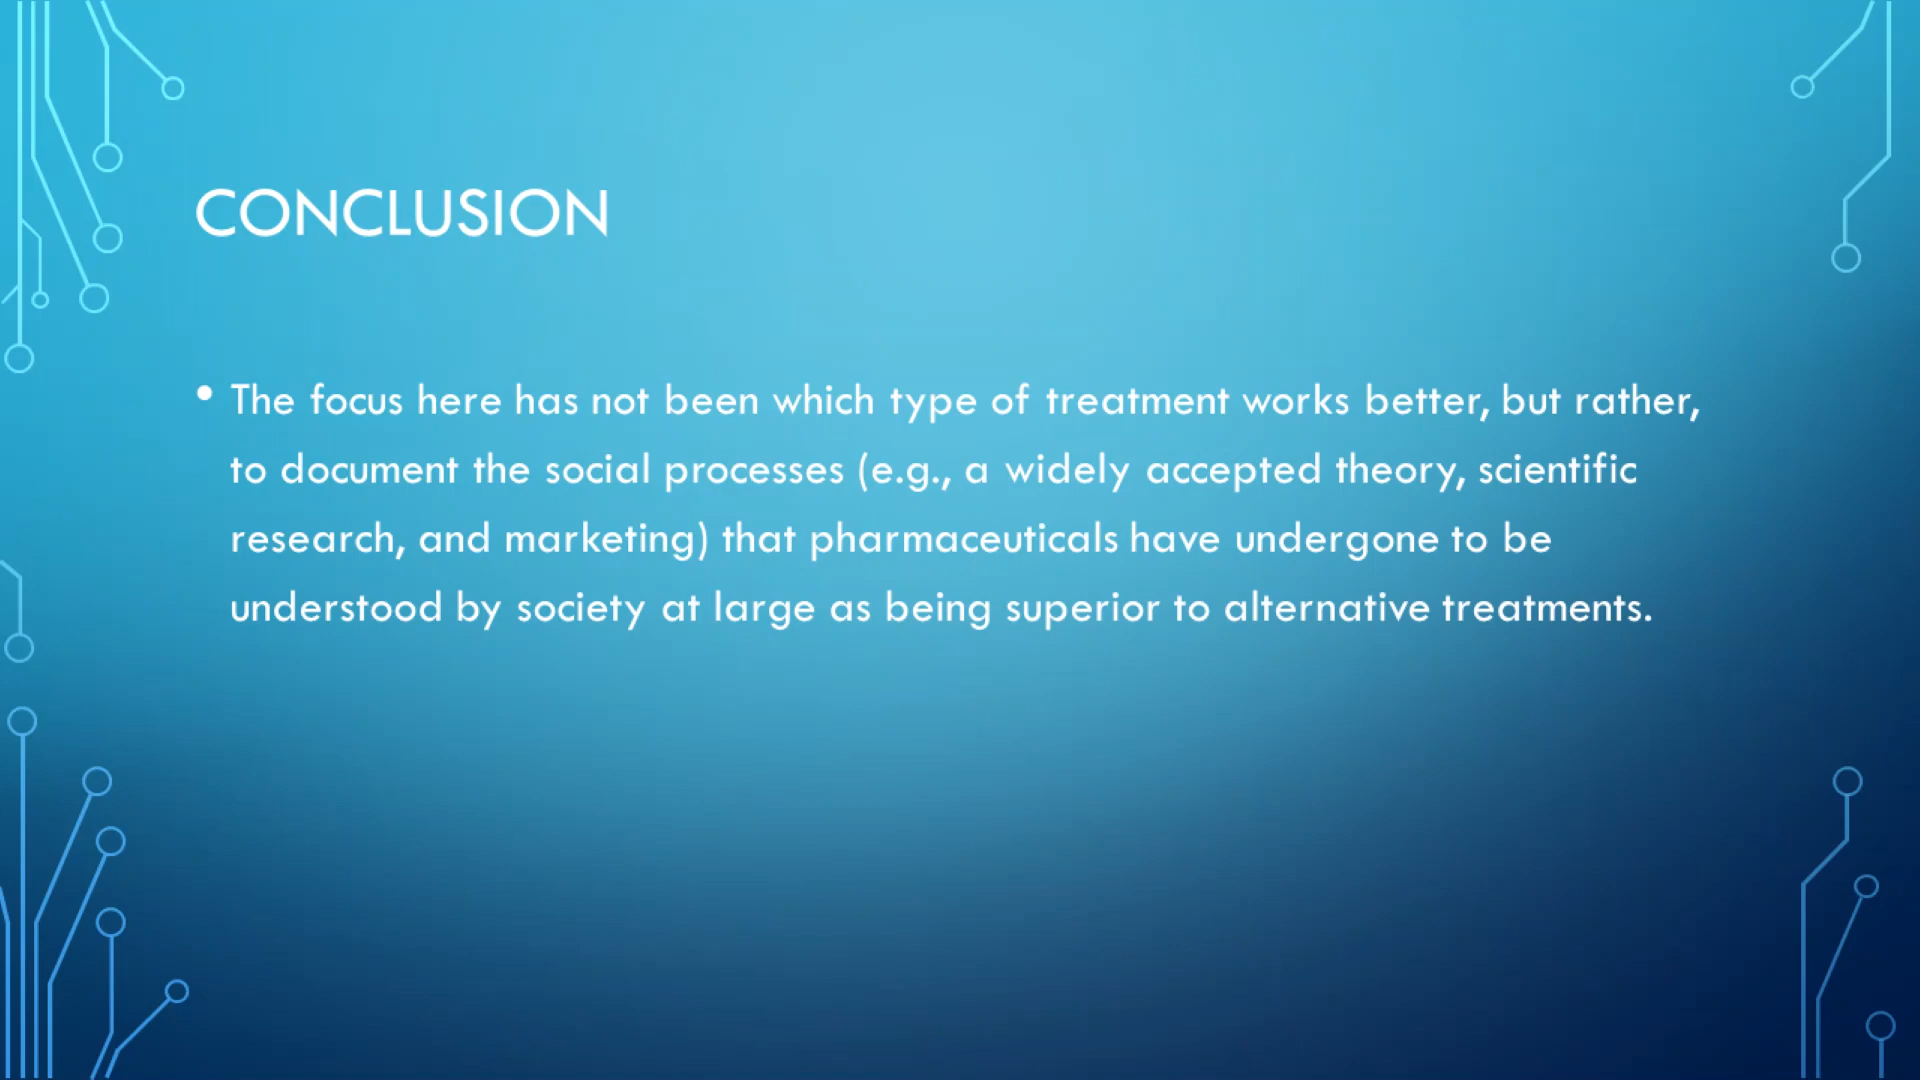 CONCLUSION
• The focus here has not been which type of treatment works better, but rather,
to document the social processes (e.g., a widely accepted theory, scientific
research, and marketing) that pharmaceuticals have undergone to be
understood by society at large as being superior to alternative treatments.